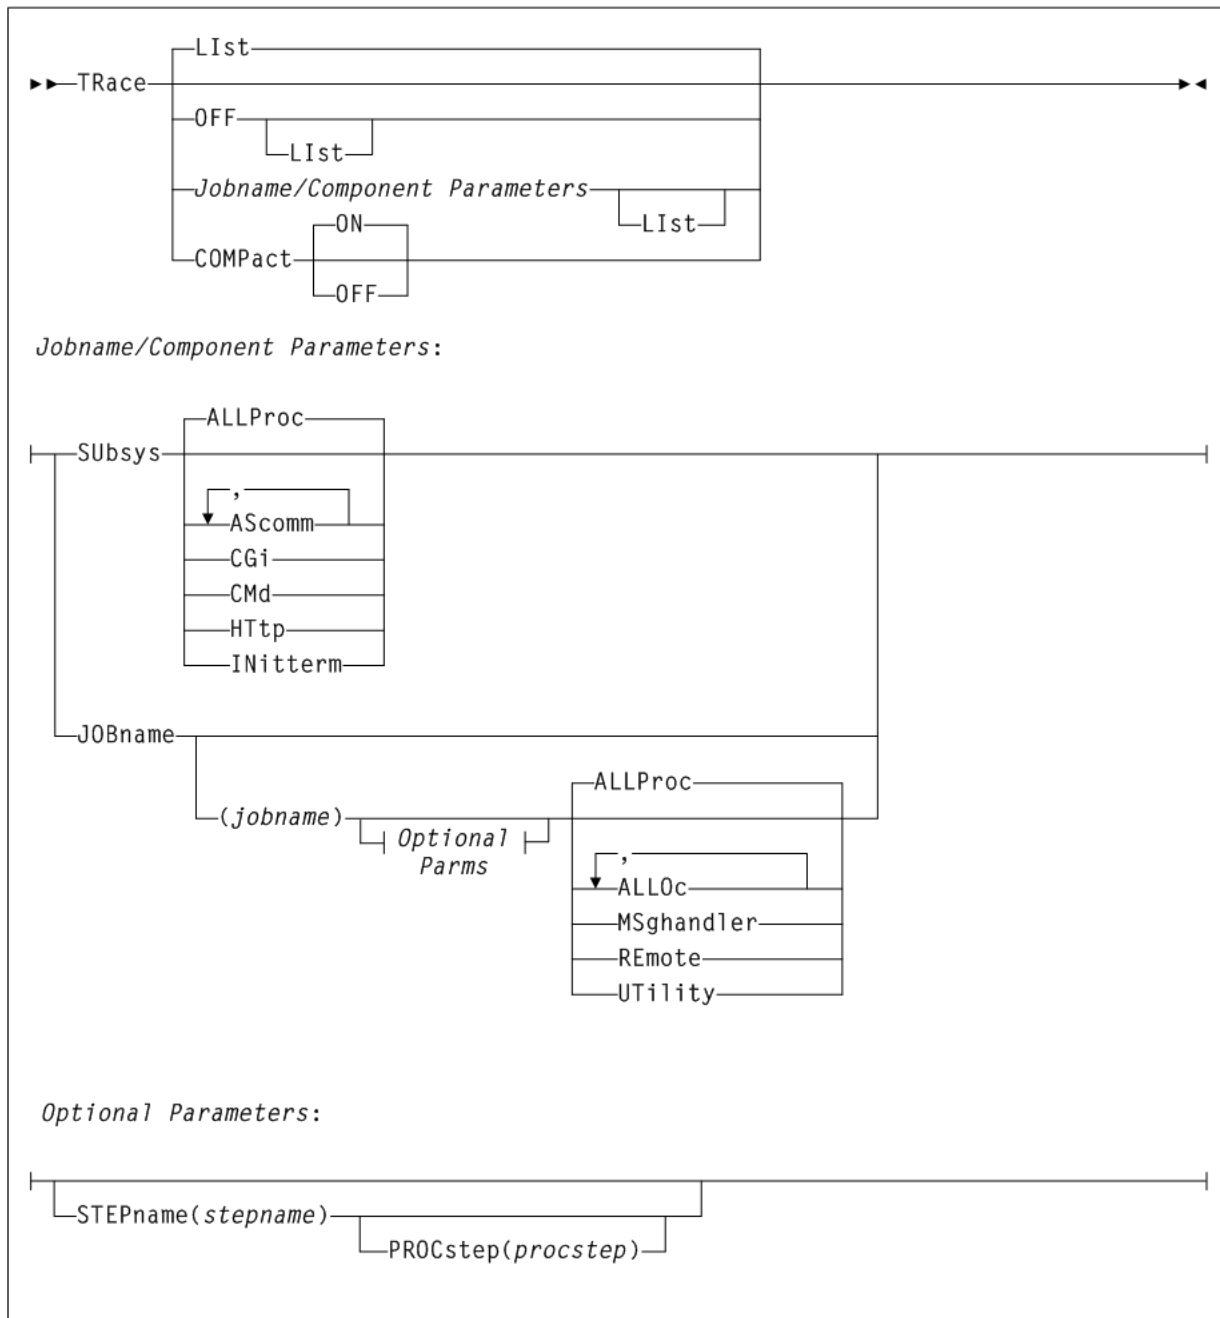 LIst
TRace
OFF
LIst
Jobname/Component Parameters
LIst
ON
COMPact
OFF
Jobname/Component Parameters:
ALLProc
SUbsys
,
AScomm
CGi
CMd
HTtp
INitterm
JOBname
ALLProc
(jobname)
Optional
Parms
,
ALLOc
MSghandler
REmote
UTility
Optional Parameters:
STEPname(stepname)
PROCstep(procstep)